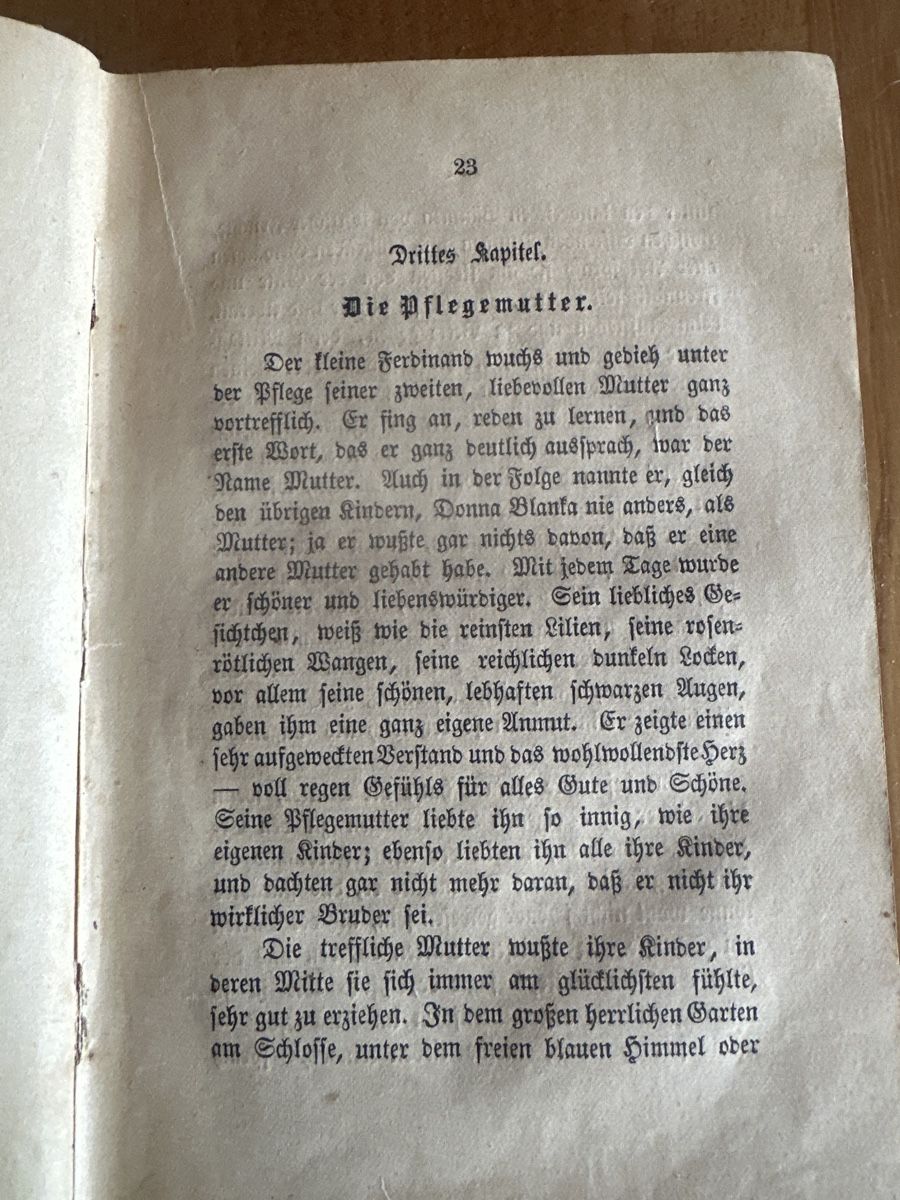 23
Drittes Kapitel.
Die Pflegemutter.
Der kleine Ferdinand wuchs und gedieh unter
der Pflege seiner zweiten, liebevollen Mutter ganz
vortrefflich. Er fing an, reden zu lernen, und das
erste Wort, das er ganz deutlich aussprach, war der
Name Mutter. Auch in der Folge nannte er, gleich
den übrigen Kindern, Donna Blanka nie anders, als
Mutter; ja er wußte gar nichts davon, daß er eine
andere Mutter gehabt habe. Mit jedem Tage wurde
er schöner und liebenswürdiger. Sein liebliches Ge-
sichtchen, weiß wie die reinsten Lilien, seine rosen-
rötlichen Wangen, seine reichlichen dunkeln Locken,
vor allem seine schönen, lebhaften schwarzen Augen,
gaben ihm eine ganz eigene Anmut. Er zeigte einen
sehr aufgeweckten Verstand und das wohlwollendste Herz
— voll regen Gefühls für alles Gute und Schöne.
Seine Pflegemutter liebte ihn so innig, wie ihre
eigenen Kinder; ebenso liebten ihn alle ihre Kinder,
und dachten gar nicht mehr daran, daß er nicht ihr
wirklicher Bruder sei.
Die treffliche Mutter wußte ihre Kinder, in
deren Mitte sie sich immer am glücklichsten fühlte,
sehr gut zu erziehen. In dem großen herrlichen Garten
am Schlosse, unter dem freien blauen Himmel oder